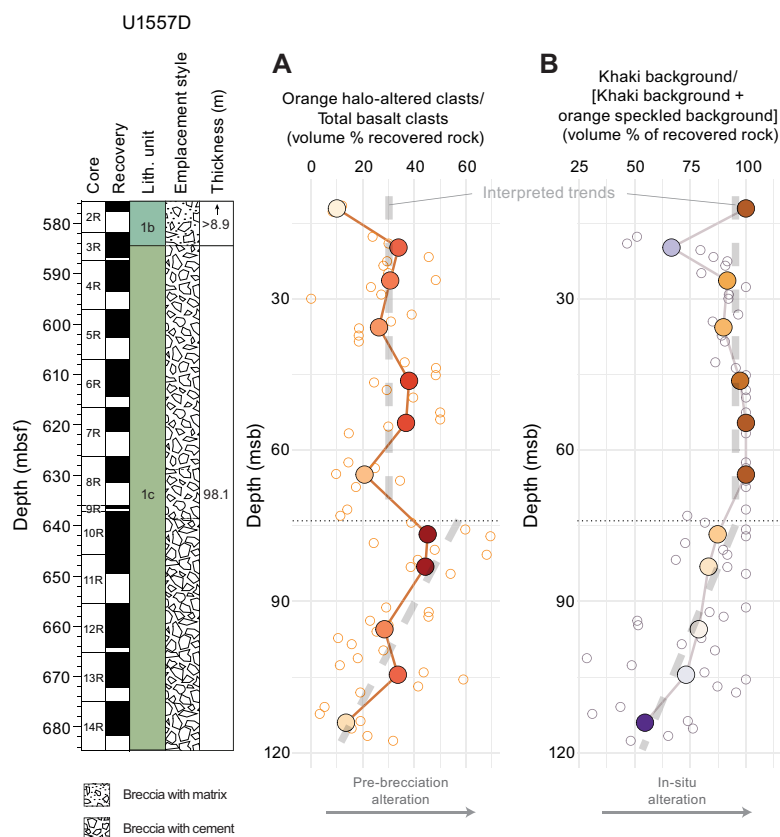 U1557D
A
Orange halo-altered clasts/
Total basalt clasts
(volume % recovered rock)
0 20 40 60
B
Khaki background/
[Khaki background +
orange speckled background]
(volume % of recovered rock)
25 50 75 100
Interpreted trends
Core
Recovery
Lith. unit
Emplacement style
Thickness (m)
Depth (mbsf)
580
590
600
610
620
630
640
650
660
670
680
2R
3R
4R
5R
6R
7R
8R
9R
10R
11R
12R
13R
14R
1b
1c
>8.9
98.1
Depth (msb)
30
60
90
120
Depth (msb)
30
60
90
120
Pre-brecciation
alteration
In-situ
alteration
Breccia with matrix
Breccia with cement